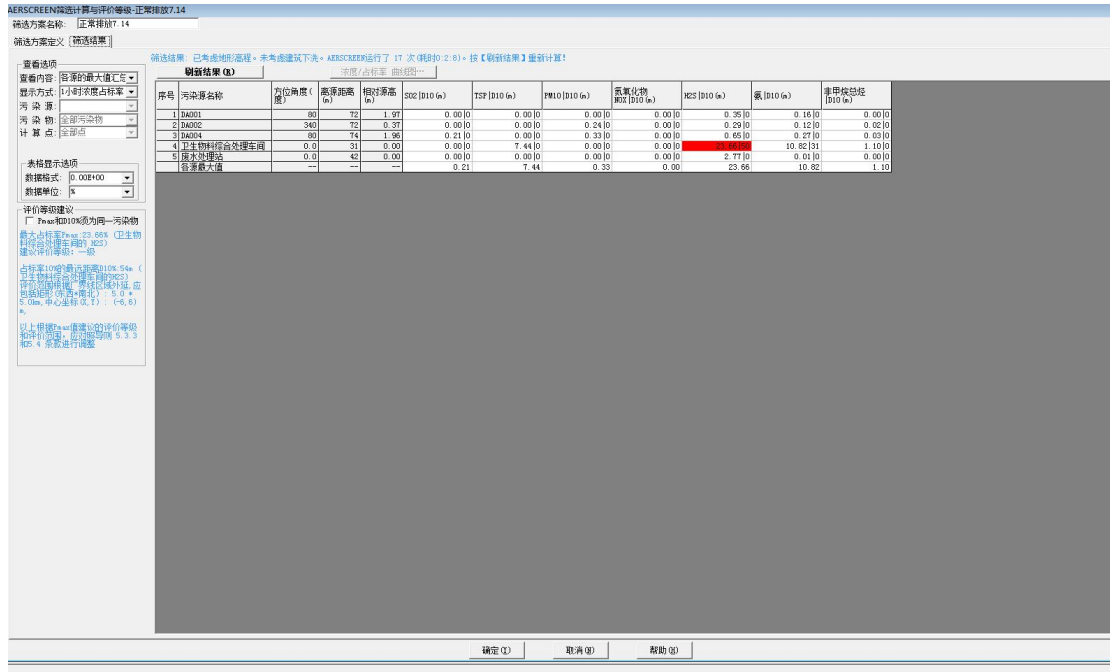 AERSCREEN筛选计算与评价等级-正常排放7.14
筛选方案名称: 正常排放7.14
筛选方案定义 筛选结果
筛选结果: 已考虑地形高程。未考虑建筑下洗。AERSCREEN运行了 17 次(耗时0:2:8)。按【刷新结果】重新计算!
查看选项
查看内容: 各源的最大值汇总
显示方式: 1小时浓度占标率
污 染 源:
污 染 物: 全部污染物
计 算 点: 全部点
表格显示选项
数据格式: 0.00E+00
数据单位: %
评价等级建议
Pmax和D10%须为同一污染物
最大占标率Pmax:23.66% (卫生物
料综合处理车间的 H2S)
建议评价等级: 一级
占标率10%的最远距离D10%:54m (
卫生物料综合处理车间的H2S)
评价范围根据厂界线区域外延,应
包括矩形(东西*南北): 5.0 *
5.0km,中心坐标(X,Y): (-6,6)
m,
以上根据Pmax值建议的评价等级
和评价范围, 应对照导则 5.3.3
和5.4 条款进行调整
刷新结果(R) 浓度/占标率 曲线图…
序号 污染源名称 方位角度(度) 离源距离(m) 相对源高(m) SO2|D10(m) TSP|D10(m) PM10|D10(m) 氮氧化物NOX|D10(m) H2S|D10(m) 氨|D10(m) 非甲烷总烃|D10(m)
1 DA001 80 72 1.97 0.00|0 0.00|0 0.00|0 0.00|0 0.35|0 0.16|0 0.00|0
2 DA002 340 72 0.37 0.00|0 0.00|0 0.24|0 0.00|0 0.29|0 0.12|0 0.02|0
3 DA004 80 74 1.96 0.21|0 0.00|0 0.33|0 0.00|0 0.65|0 0.27|0 0.03|0
4 卫生物料综合处理车间 0.0 31 0.00 0.00|0 7.44|0 0.00|0 0.00|0 10.82|31 1.10|0
5 废水处理站 0.0 42 0.00 0.00|0 0.00|0 0.00|0 0.00|0 2.77|0 0.01|0 0.00|0
各源最大值 -- -- -- 0.21 7.44 0.33 0.00 23.66 10.82 1.10
确定(Y) 取消(N) 帮助(H)